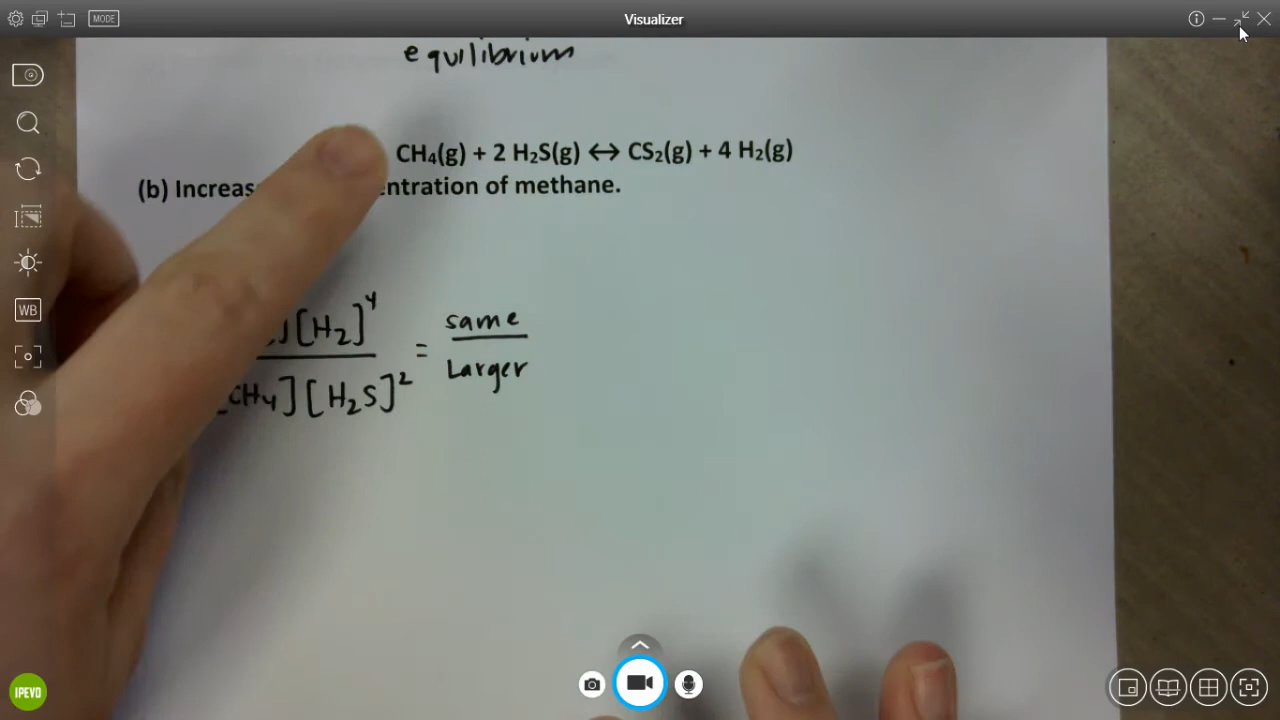 MODE
Visualizer
equilibrium
CH₄(g) + 2 H₂S(g) ↔ CS₂(g) + 4 H₂(g)
(b) Increas entration of methane.
][H₂]⁴ = same
[CH₄][H₂S]² Larger
WB
IPEVO